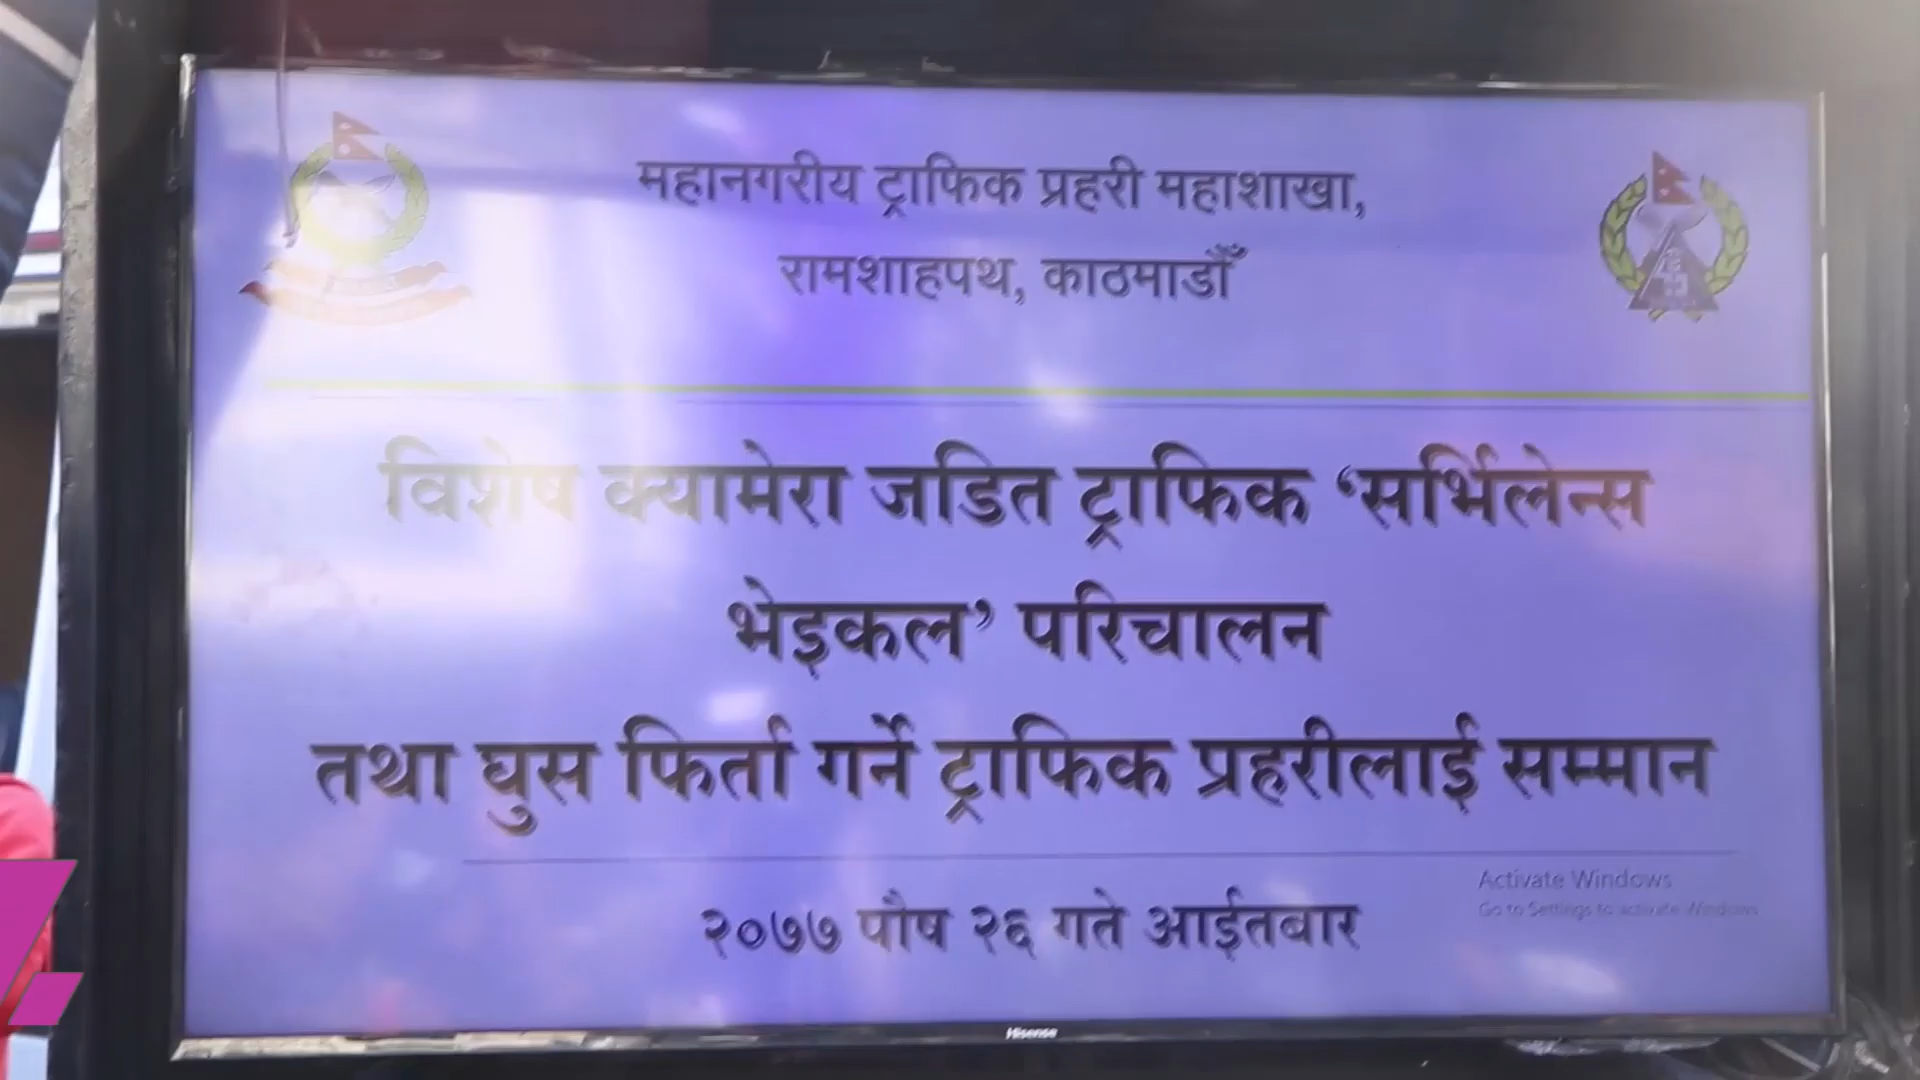 महानगरीय ट्राफिक प्रहरी महाशाखा,
रामशाहपथ, काठमाडौँ
विशेष क्यामेरा जडित ट्राफिक ‘सर्भिलेन्स
भेइकल’ परिचालन
तथा घुस फिर्ता गर्ने ट्राफिक प्रहरीलाई सम्मान
२०७७ पौष २६ गते आईतबार
Activate Windows
Go to Settings to activate Windows
Hisense